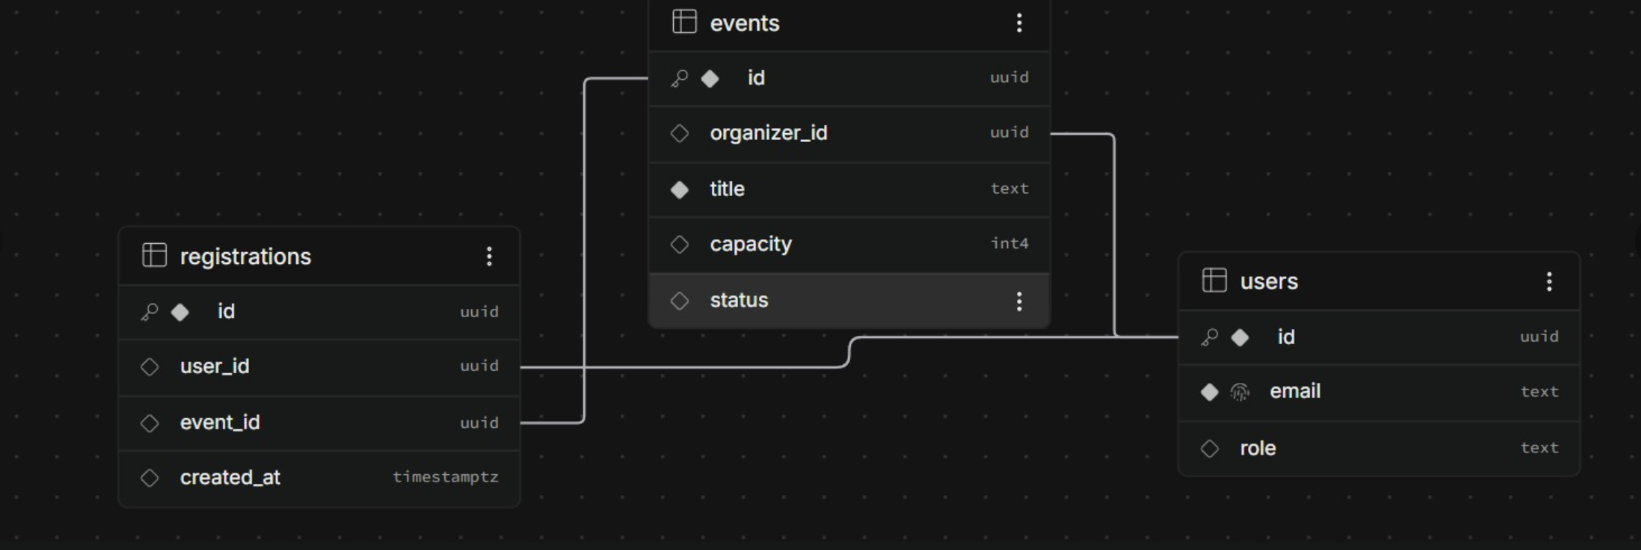 events
id uuid
organizer_id uuid
title text
capacity int4
status
registrations
id uuid
user_id uuid
event_id uuid
created_at timestamptz
users
id uuid
email text
role text